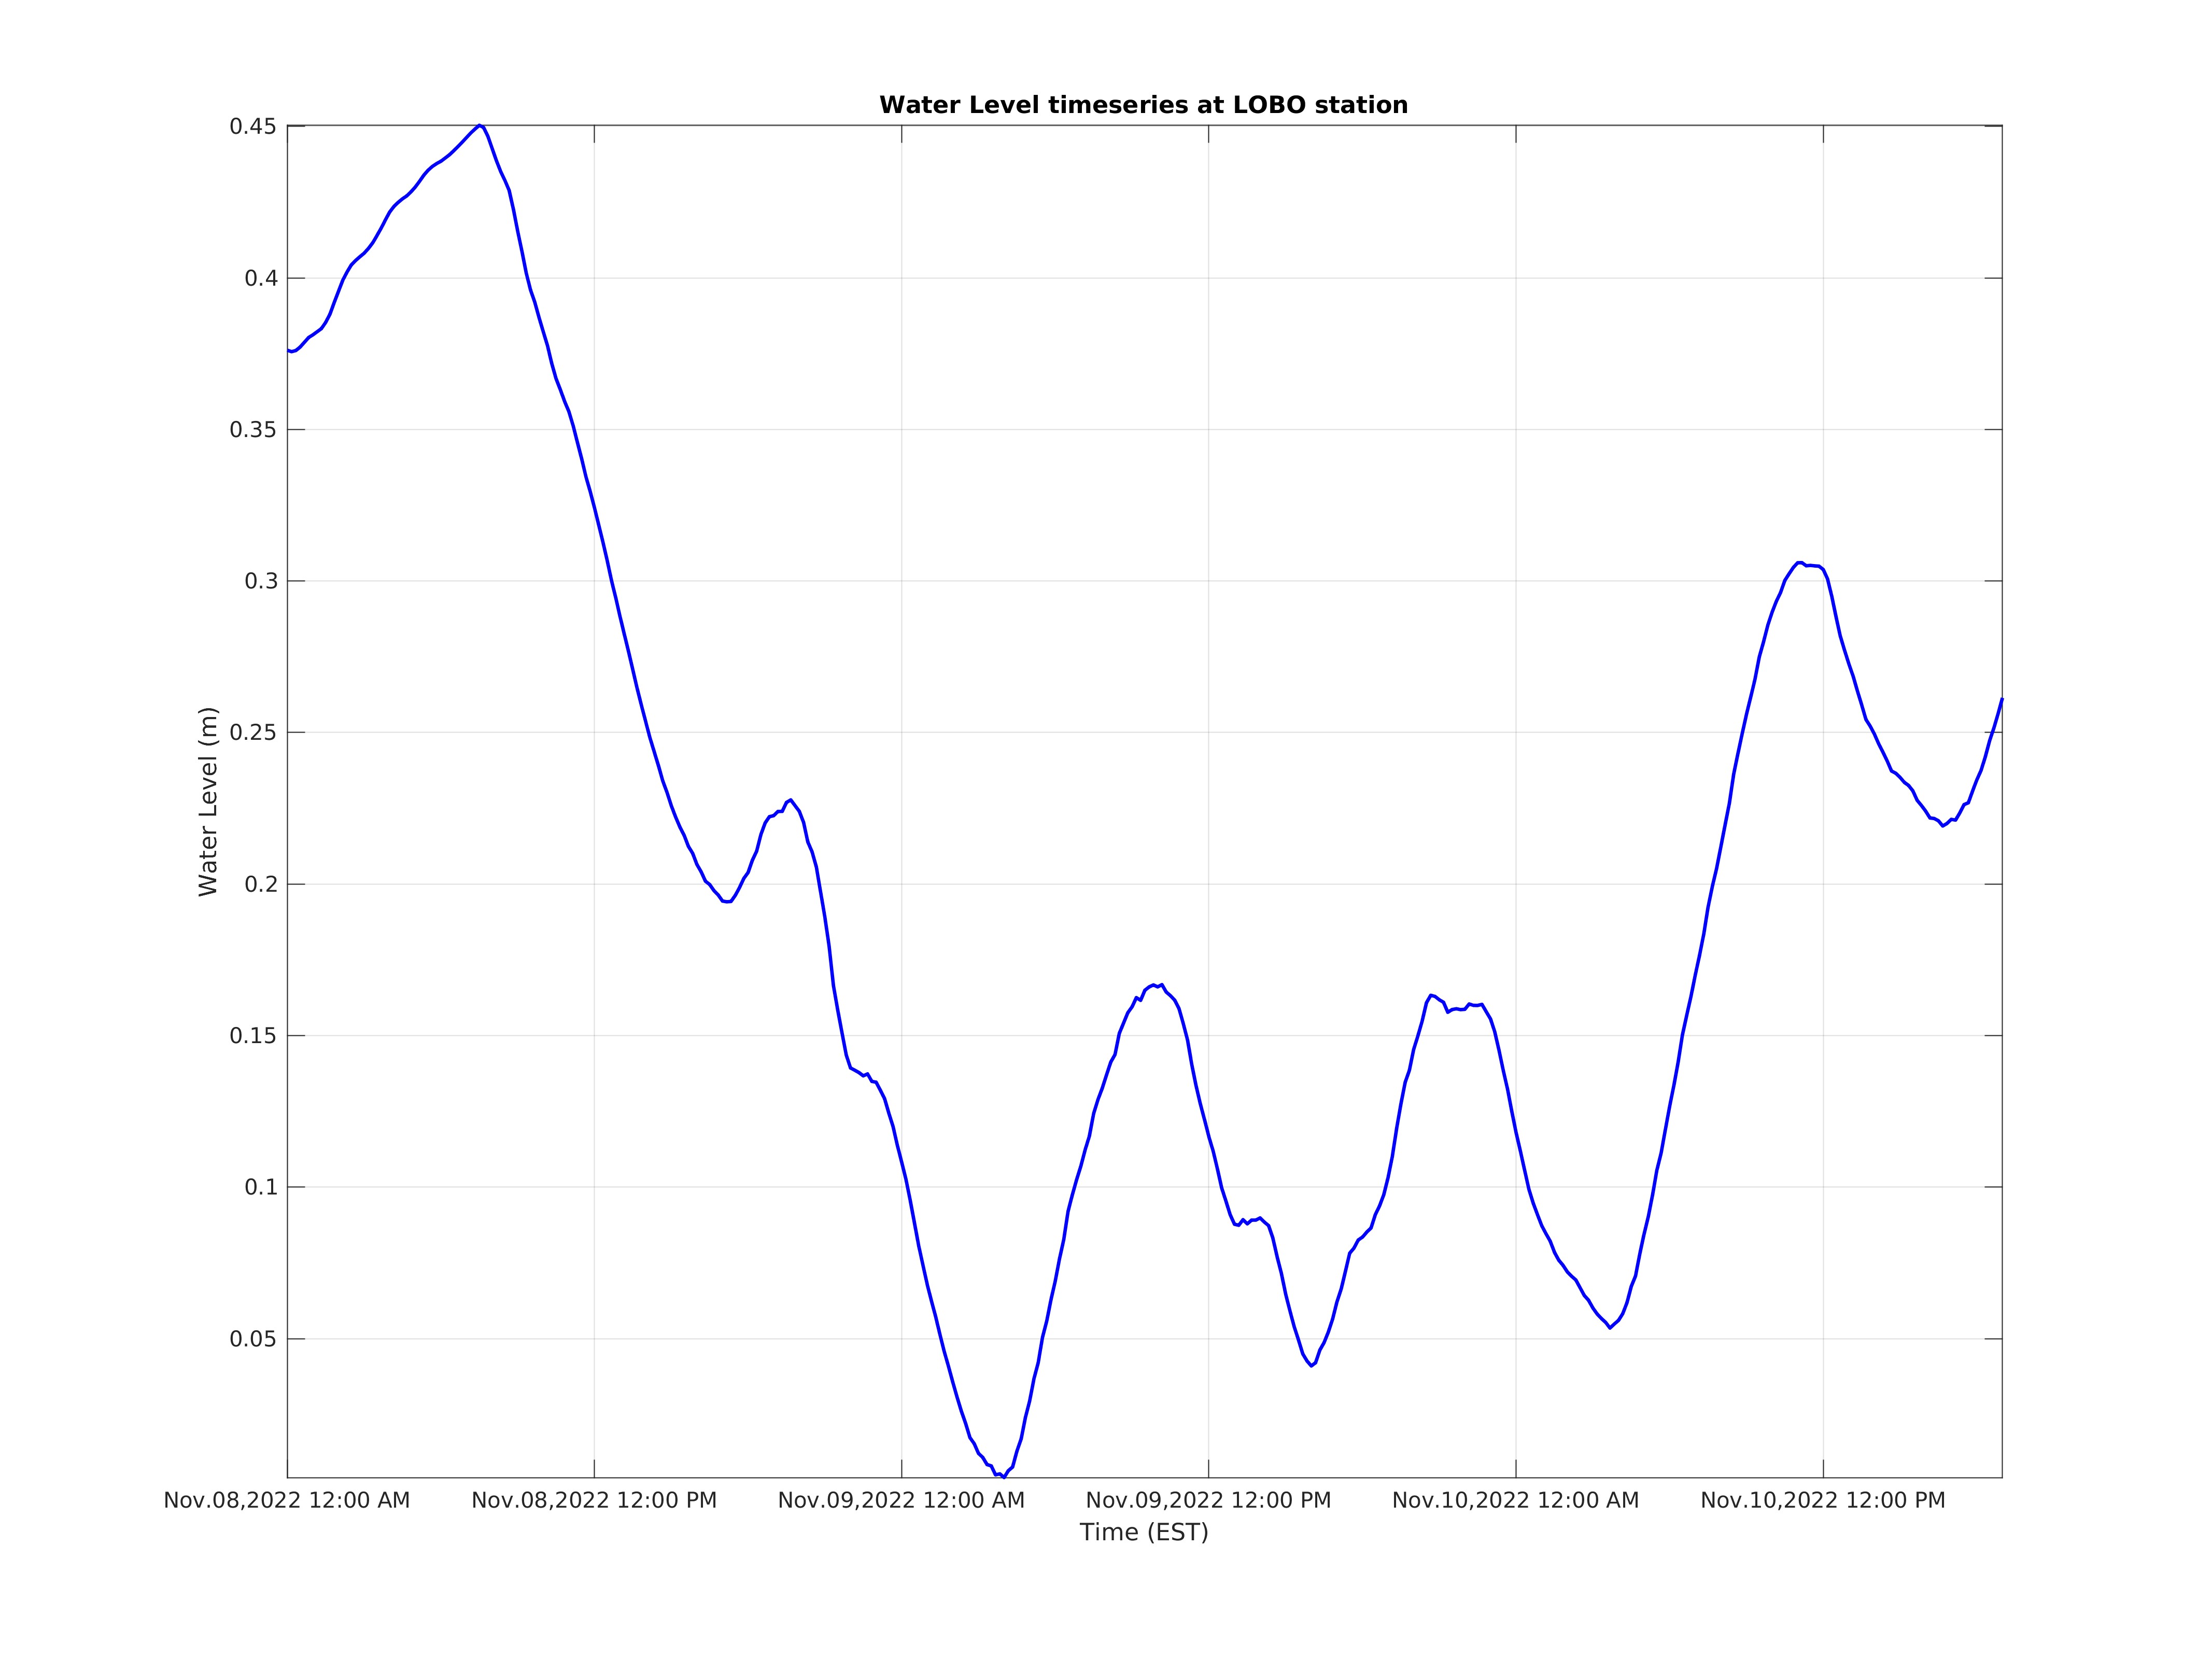 Water Level timeseries at LOBO station
0.45
0.4
0.35
0.3
0.25
0.2
0.15
0.1
0.05
Water Level (m)
Nov.08,2022 12:00 AM Nov.08,2022 12:00 PM Nov.09,2022 12:00 AM Nov.09,2022 12:00 PM Nov.10,2022 12:00 AM Nov.10,2022 12:00 PM
Time (EST)